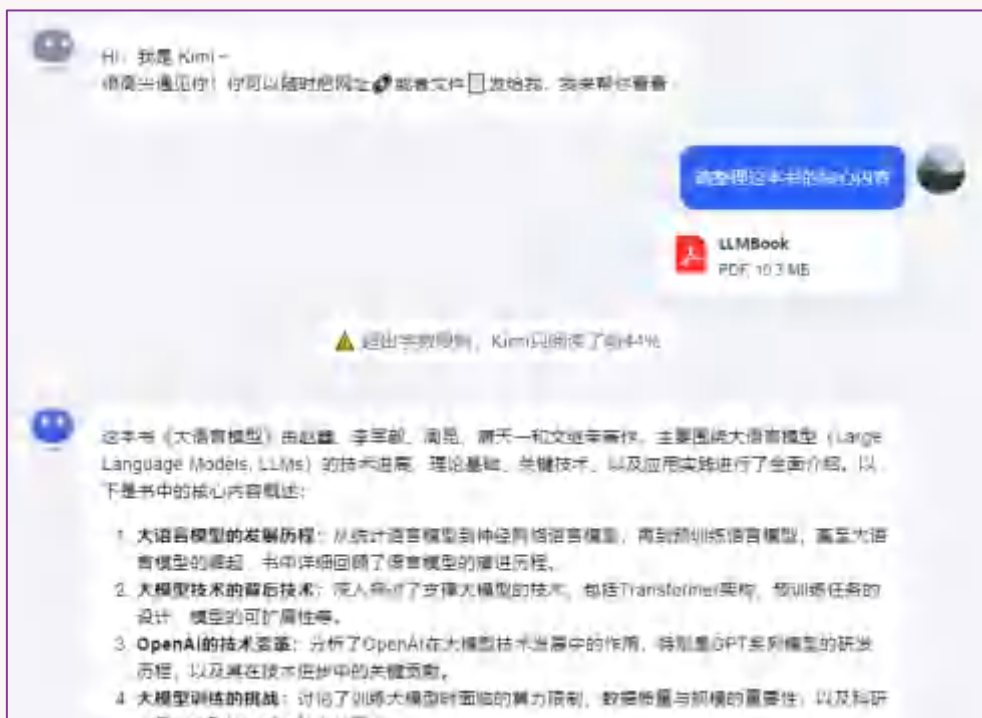 Hi，我是 Kimi~
很高兴遇见你！你可以随时把网址🔗或者文件📄发给我，我来帮你看看
请整理这本书的核心内容
LLMBook
PDF, 10.3 MB
超出字数限制，Kimi只阅读了前44%
这本书《大语言模型》由赵鑫、李军毅、周昆、唐天一和文继荣著作，主要围绕大语言模型（Large
Language Models, LLMs）的技术进展、理论基础、关键技术、以及应用实践进行了全面介绍。以
下是书中的核心内容概述：
1. 大语言模型的发展历程：从统计语言模型到神经网络语言模型，再到预训练语言模型，直至大语
言模型的崛起，书中详细回顾了语言模型的演进历程。
2. 大模型技术的背后技术：深入探讨了支撑大模型的技术，包括Transformer架构、预训练任务的
设计、模型的可扩展性等。
3. OpenAI的技术变革：分析了OpenAI在大模型技术发展中的作用，特别是GPT系列模型的研发
历程，以及其在技术进步中的关键贡献。
4. 大模型训练的挑战：讨论了训练大模型时面临的算力限制、数据质量与规模的重要性，以及科研